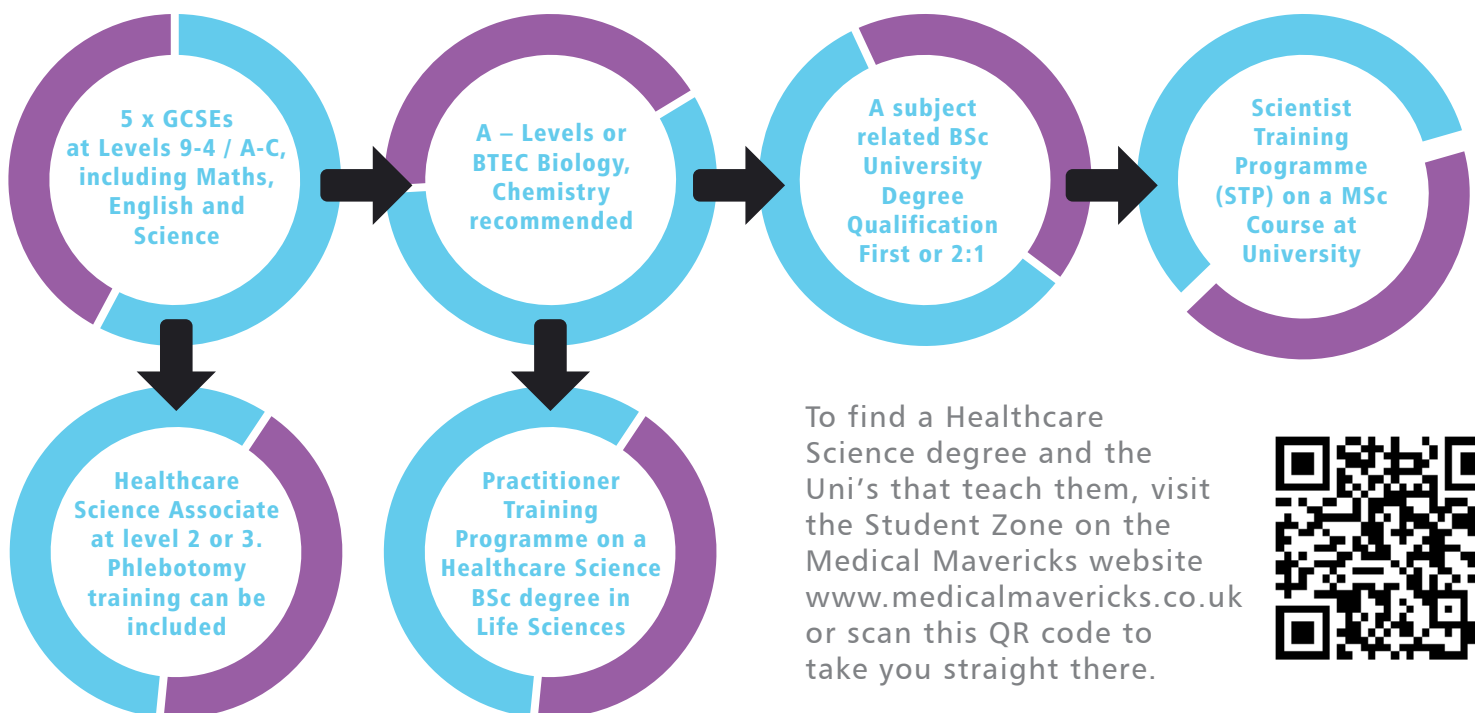 5 x GCSEs
at Levels 9-4 / A-C,
including Maths,
English and
Science
A – Levels or
BTEC Biology,
Chemistry
recommended
A subject
related BSc
University
Degree
Qualification
First or 2:1
Scientist
Training
Programme
(STP) on a MSc
Course at
University
Healthcare
Science Associate
at level 2 or 3.
Phlebotomy
training can be
included
Practitioner
Training
Programme on a
Healthcare Science
BSc degree in
Life Sciences
To find a Healthcare
Science degree and the
Uni’s that teach them, visit
the Student Zone on the
Medical Mavericks website
www.medicalmavericks.co.uk
or scan this QR code to
take you straight there.